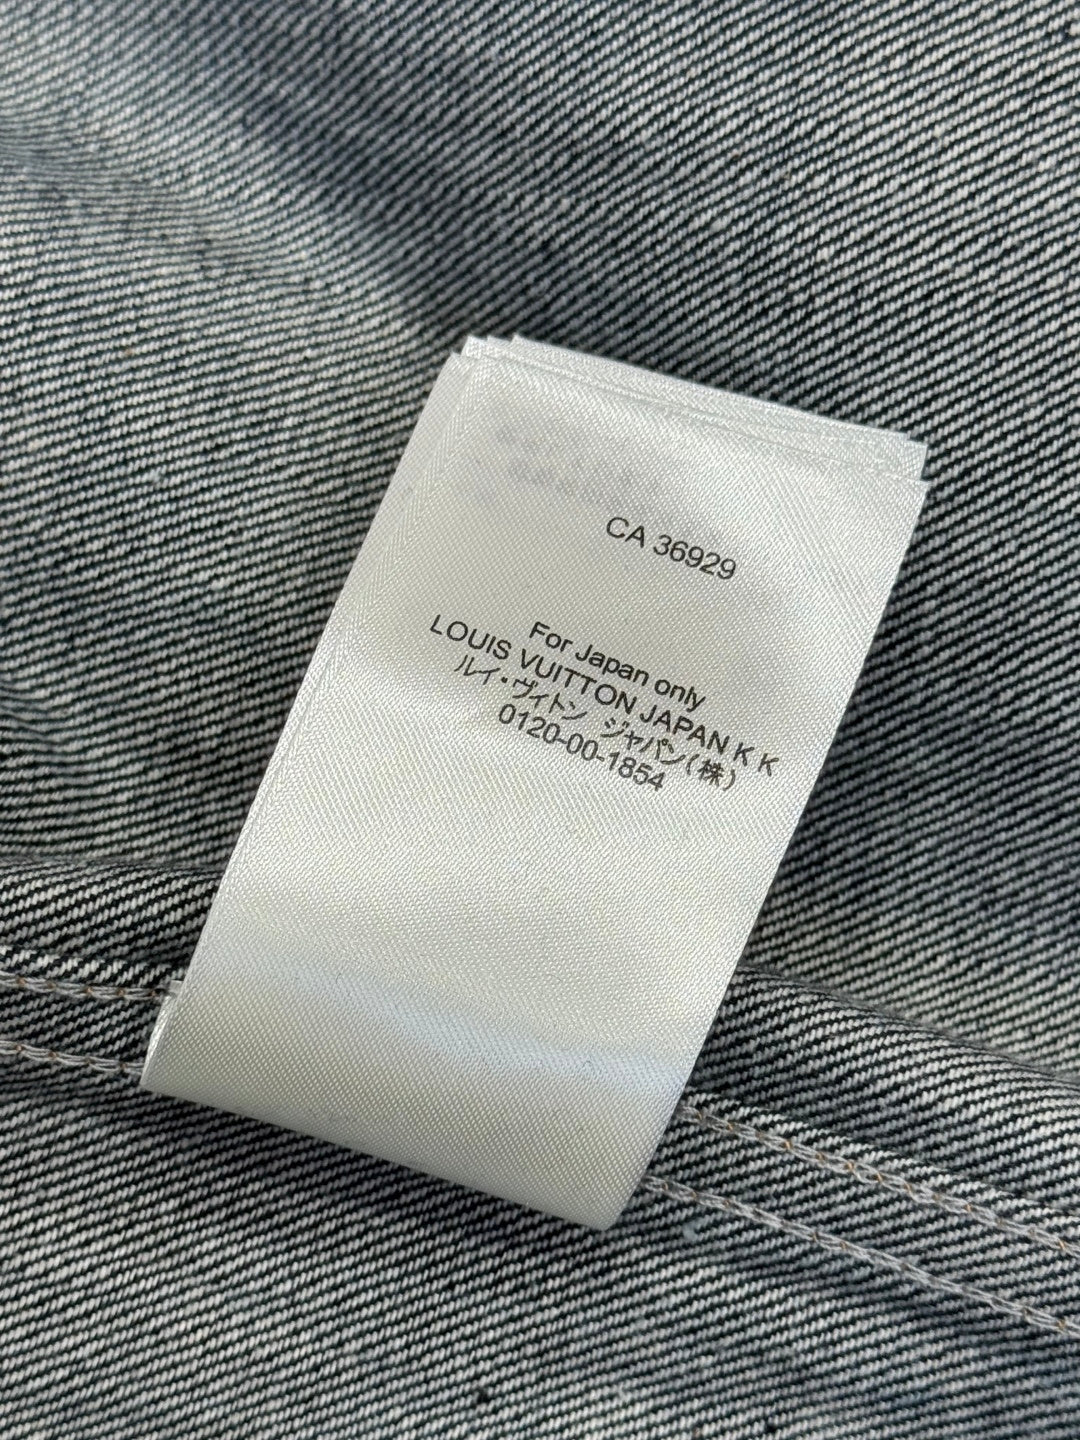 CA 36929
For Japan only
LOUIS VUITTON JAPAN K K
ルイ・ヴィトン ジャパン(株)
0120-00-1854